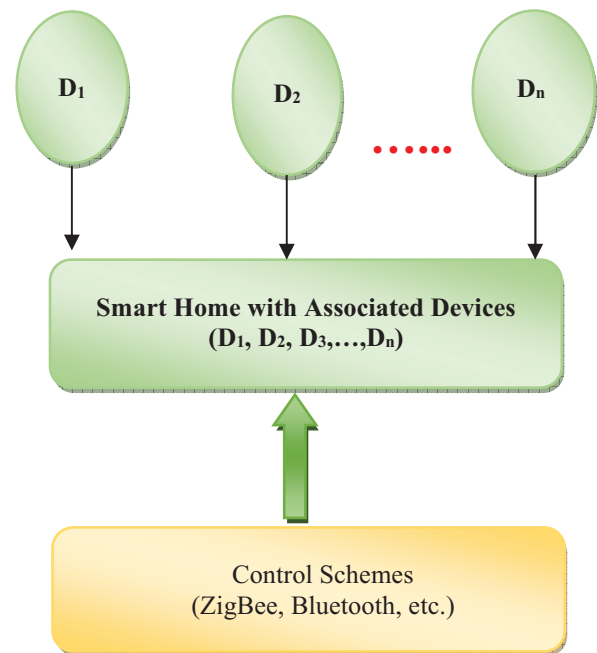 D₁
D₂
Dₙ
Smart Home with Associated Devices
(D₁, D₂, D₃,…,Dₙ)
Control Schemes
(ZigBee, Bluetooth, etc.)